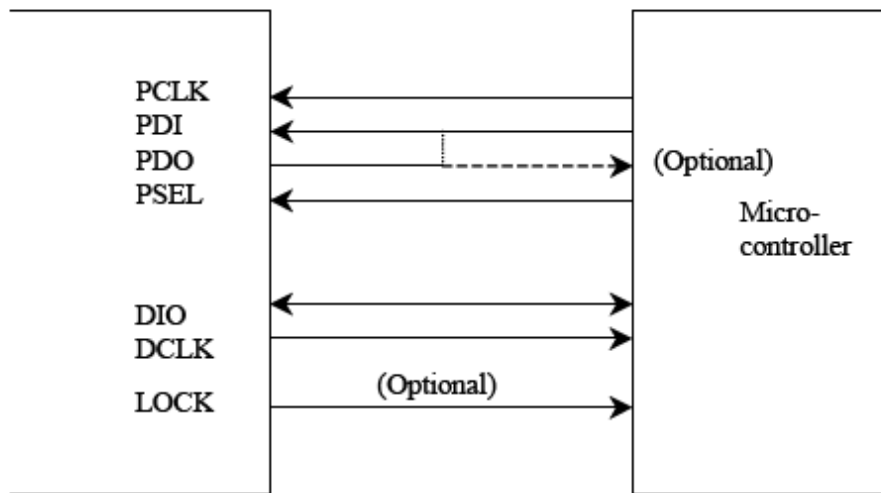 PCLK
PDI
PDO
(Optional)
PSEL
Micro-
controller
DIO
DCLK
(Optional)
LOCK